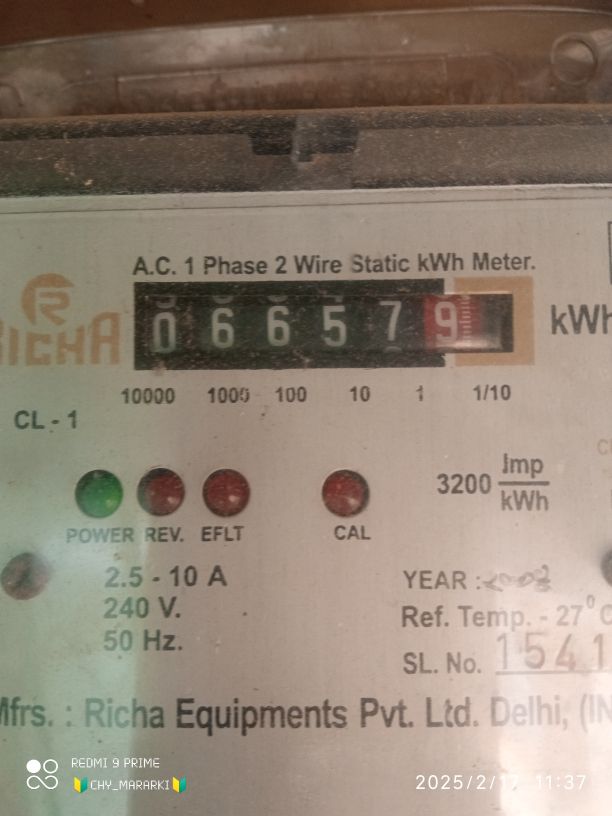 A.C. 1 Phase 2 Wire Static kWh Meter.
RICHA
0 6 6 5 7 9
kWh
10000 1000 100 10 1 1/10
CL - 1
3200 Imp
kWh
POWER REV. EFLT CAL
2.5 - 10 A
240 V.
50 Hz.
YEAR :
Ref. Temp. - 27°C
SL. No. 1541
Mfrs. : Richa Equipments Pvt. Ltd. Delhi, (IN
REDMI 9 PRIME
🔰CHY_MARARKI🔰
2025/2/17 11:37